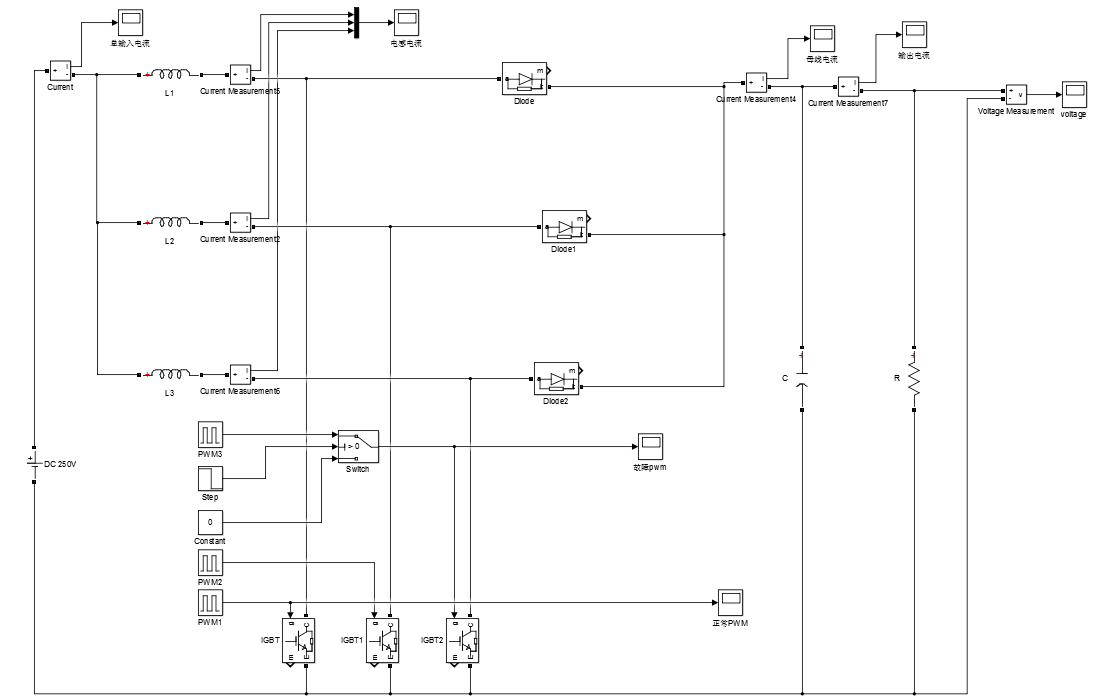 总输入电流
电感电流
母线电流
输出电流
Current
L1
Current Measurement5
Diode
Current Measurement4
Current Measurement7
Voltage Measurement
voltage
L2
Current Measurement2
Diode1
L3
Current Measurement6
Diode2
C
R
PWM3
> 0
Switch
故障pwm
DC 250V
Step
0
Constant
PWM2
PWM1
正常PWM
IGBT
IGBT1
IGBT2